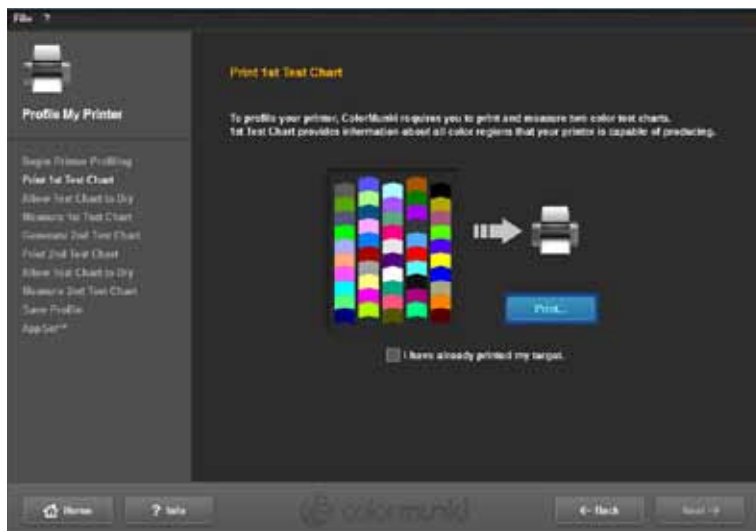 File ?
Profile My Printer
Begin Printer Profiling
Print 1st Test Chart
Allow Test Chart to Dry
Measure 1st Test Chart
Generate 2nd Test Chart
Print 2nd Test Chart
Allow Test Chart to Dry
Measure 2nd Test Chart
Save Profile
AppSet™
Print 1st Test Chart
To profile your printer, ColorMunki requires you to print and measure two color test charts.
1st Test Chart provides information about all color regions that your printer is capable of producing.
Print...
I have already printed my target.
Home
? Info
colormunki
← Back
Next →